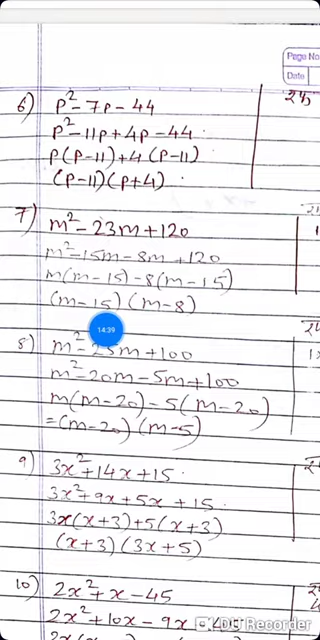 Page No
Date
6) p² - 7p - 44
p² - 11p + 4p - 44
p(p-11) + 4(p-11)
(p-11)(p+4)
7) m² - 23m + 120
m² - 15m - 8m + 120
m(m-15) - 8(m-15)
(m-15)(m-8)
14:39
8) m² - 25m + 100
m² - 20m - 5m + 100
m(m-20) - 5(m-20)
=(m-20)(m-5)
9) 3x² + 14x + 15
3x² + 9x + 5x + 15
3x(x+3) + 5(x+3)
(x+3)(3x+5)
10) 2x² + x - 45
2x² + 10x - 9x - 45
DU Recorder